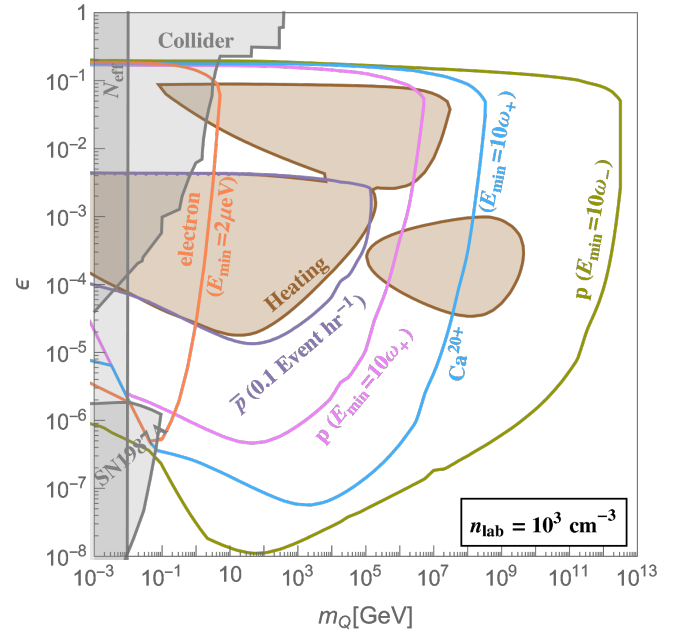 1
10⁻¹
10⁻²
10⁻³
10⁻⁴
10⁻⁵
10⁻⁶
10⁻⁷
10⁻⁸
ϵ
Collider
N_eff
electron
(E_min=2μeV)
Heating
p̄ (0.1 Event hr⁻¹)
p (E_min=10ω₊)
Ca²⁰⁺
(E_min=10ω₊)
p (E_min=10ω₋)
SN1987A
n_lab = 10³ cm⁻³
10⁻³ 10⁻¹ 10 10³ 10⁵ 10⁷ 10⁹ 10¹¹ 10¹³
m_Q[GeV]